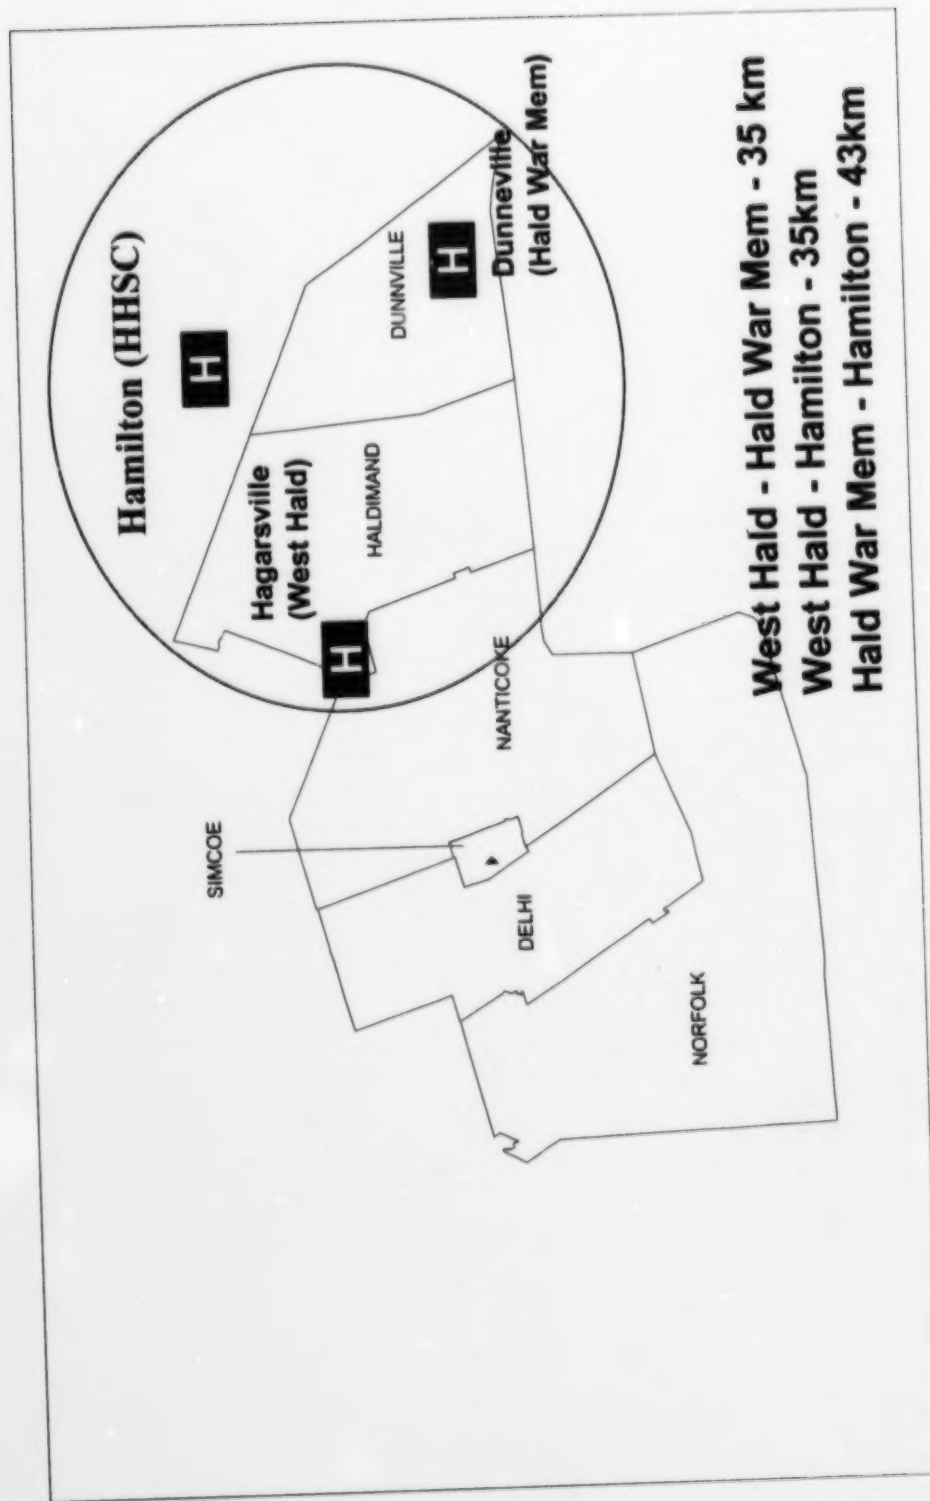 Hamilton (HHSC)
H
Hagarsville
(West Hald)
H
SIMCOE
HALDIMAND
DUNNVILLE
H
Dunneville
(Hald War Mem)
NANTICOKE
DELHI
NORFOLK
West Hald - Hald War Mem - 35 km
West Hald - Hamilton - 35km
Hald War Mem - Hamilton - 43km